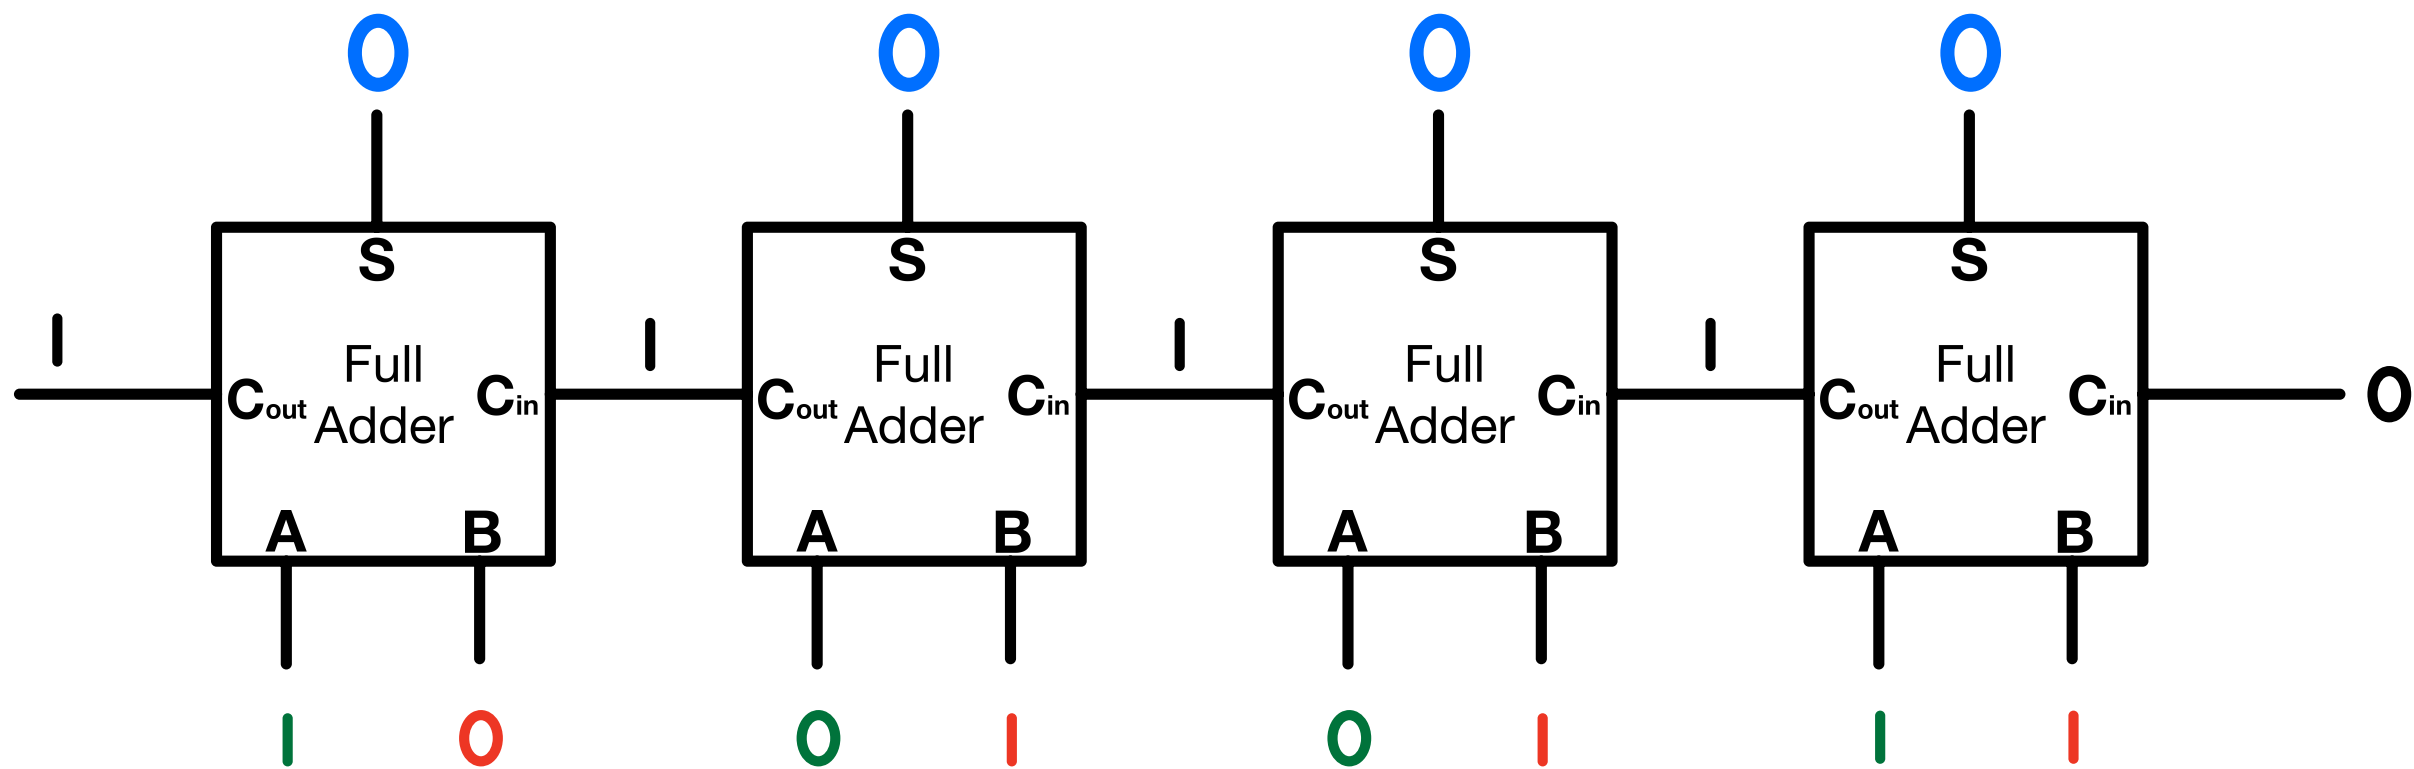 0 0 0 0
S S S S
1 1 1 1
Full Full Full Full
Cout Cin Cout Cin Cout Cin Cout Cin 0
Adder Adder Adder Adder
A B A B A B A B
1 0 0 1 0 1 1 1